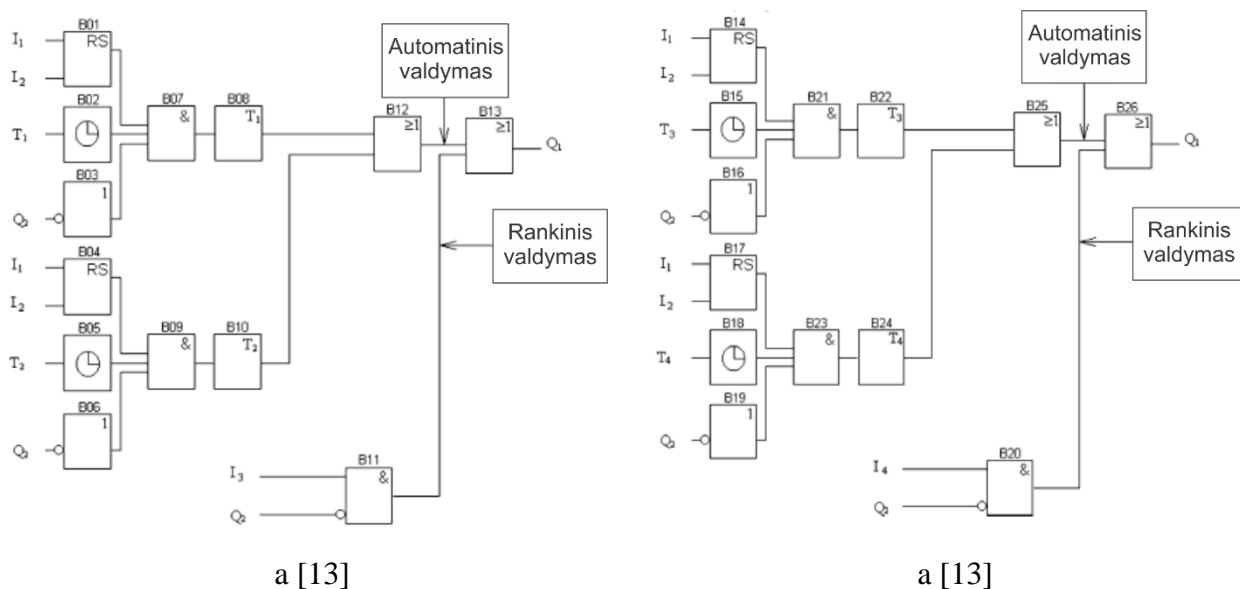 B01
I₁
RS
I₂
B02
T₁
B07
&
B08
T₁
B03
1
Q₂
Automatinis
valdymas
B12
≥1
B13
≥1
Q₁
Rankinis
valdymas
B04
I₁
RS
I₂
B05
T₂
B09
&
B10
T₂
B06
1
Q₂
B11
I₃
&
Q₂
a [13]
B14
I₁
RS
I₂
B15
T₃
B21
&
B22
T₃
B16
1
Q₂
Automatinis
valdymas
B25
≥1
B26
≥1
Q₁
Rankinis
valdymas
B17
I₁
RS
I₂
B18
T₄
B23
&
B24
T₄
B19
1
Q₂
B20
I₄
&
Q₂
a [13]